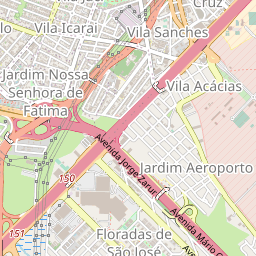 Cruz
Vila Icaraí
Vila Sanches
Jardim Nossa
Senhora de
Fátima
Vila Acácias
Avenida Jorge Zarur
Jardim Aeroporto
150
151
Avenida Mário
Floradas de
São José